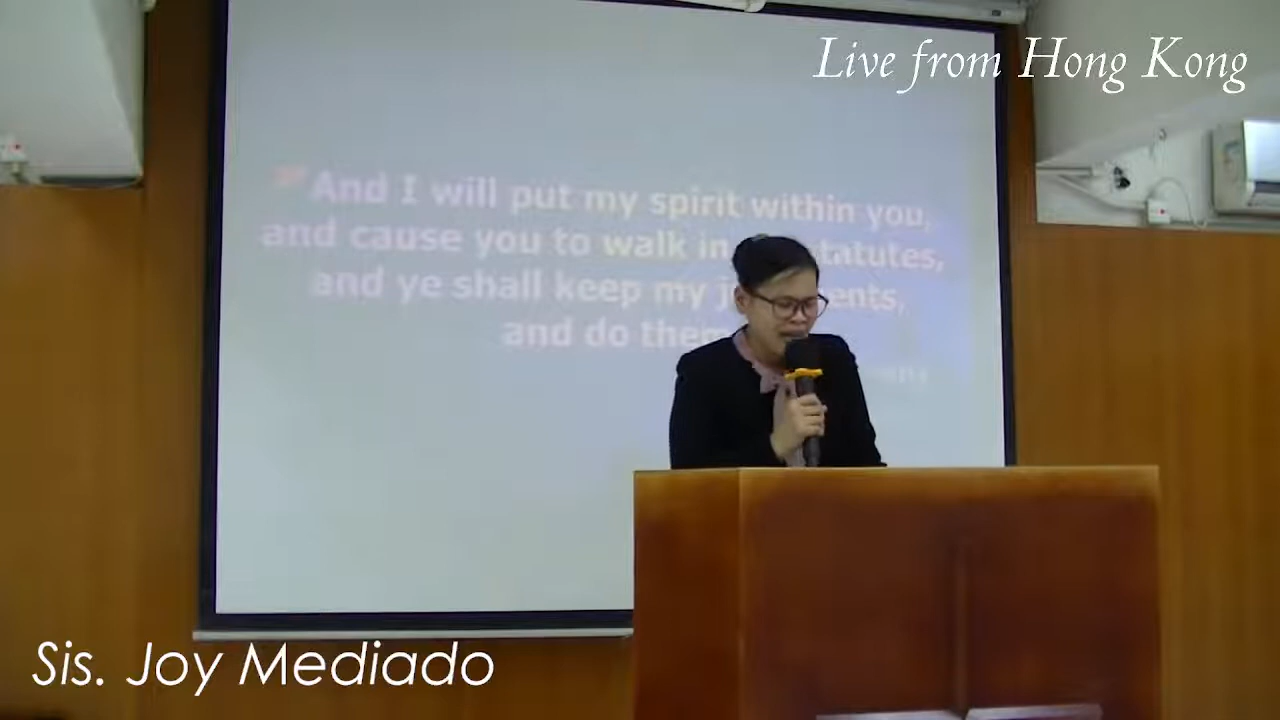 Live from Hong Kong
And I will put my spirit within you,
and cause you to walk in statutes,
and ye shall keep my
and do them
Sis. Joy Mediado